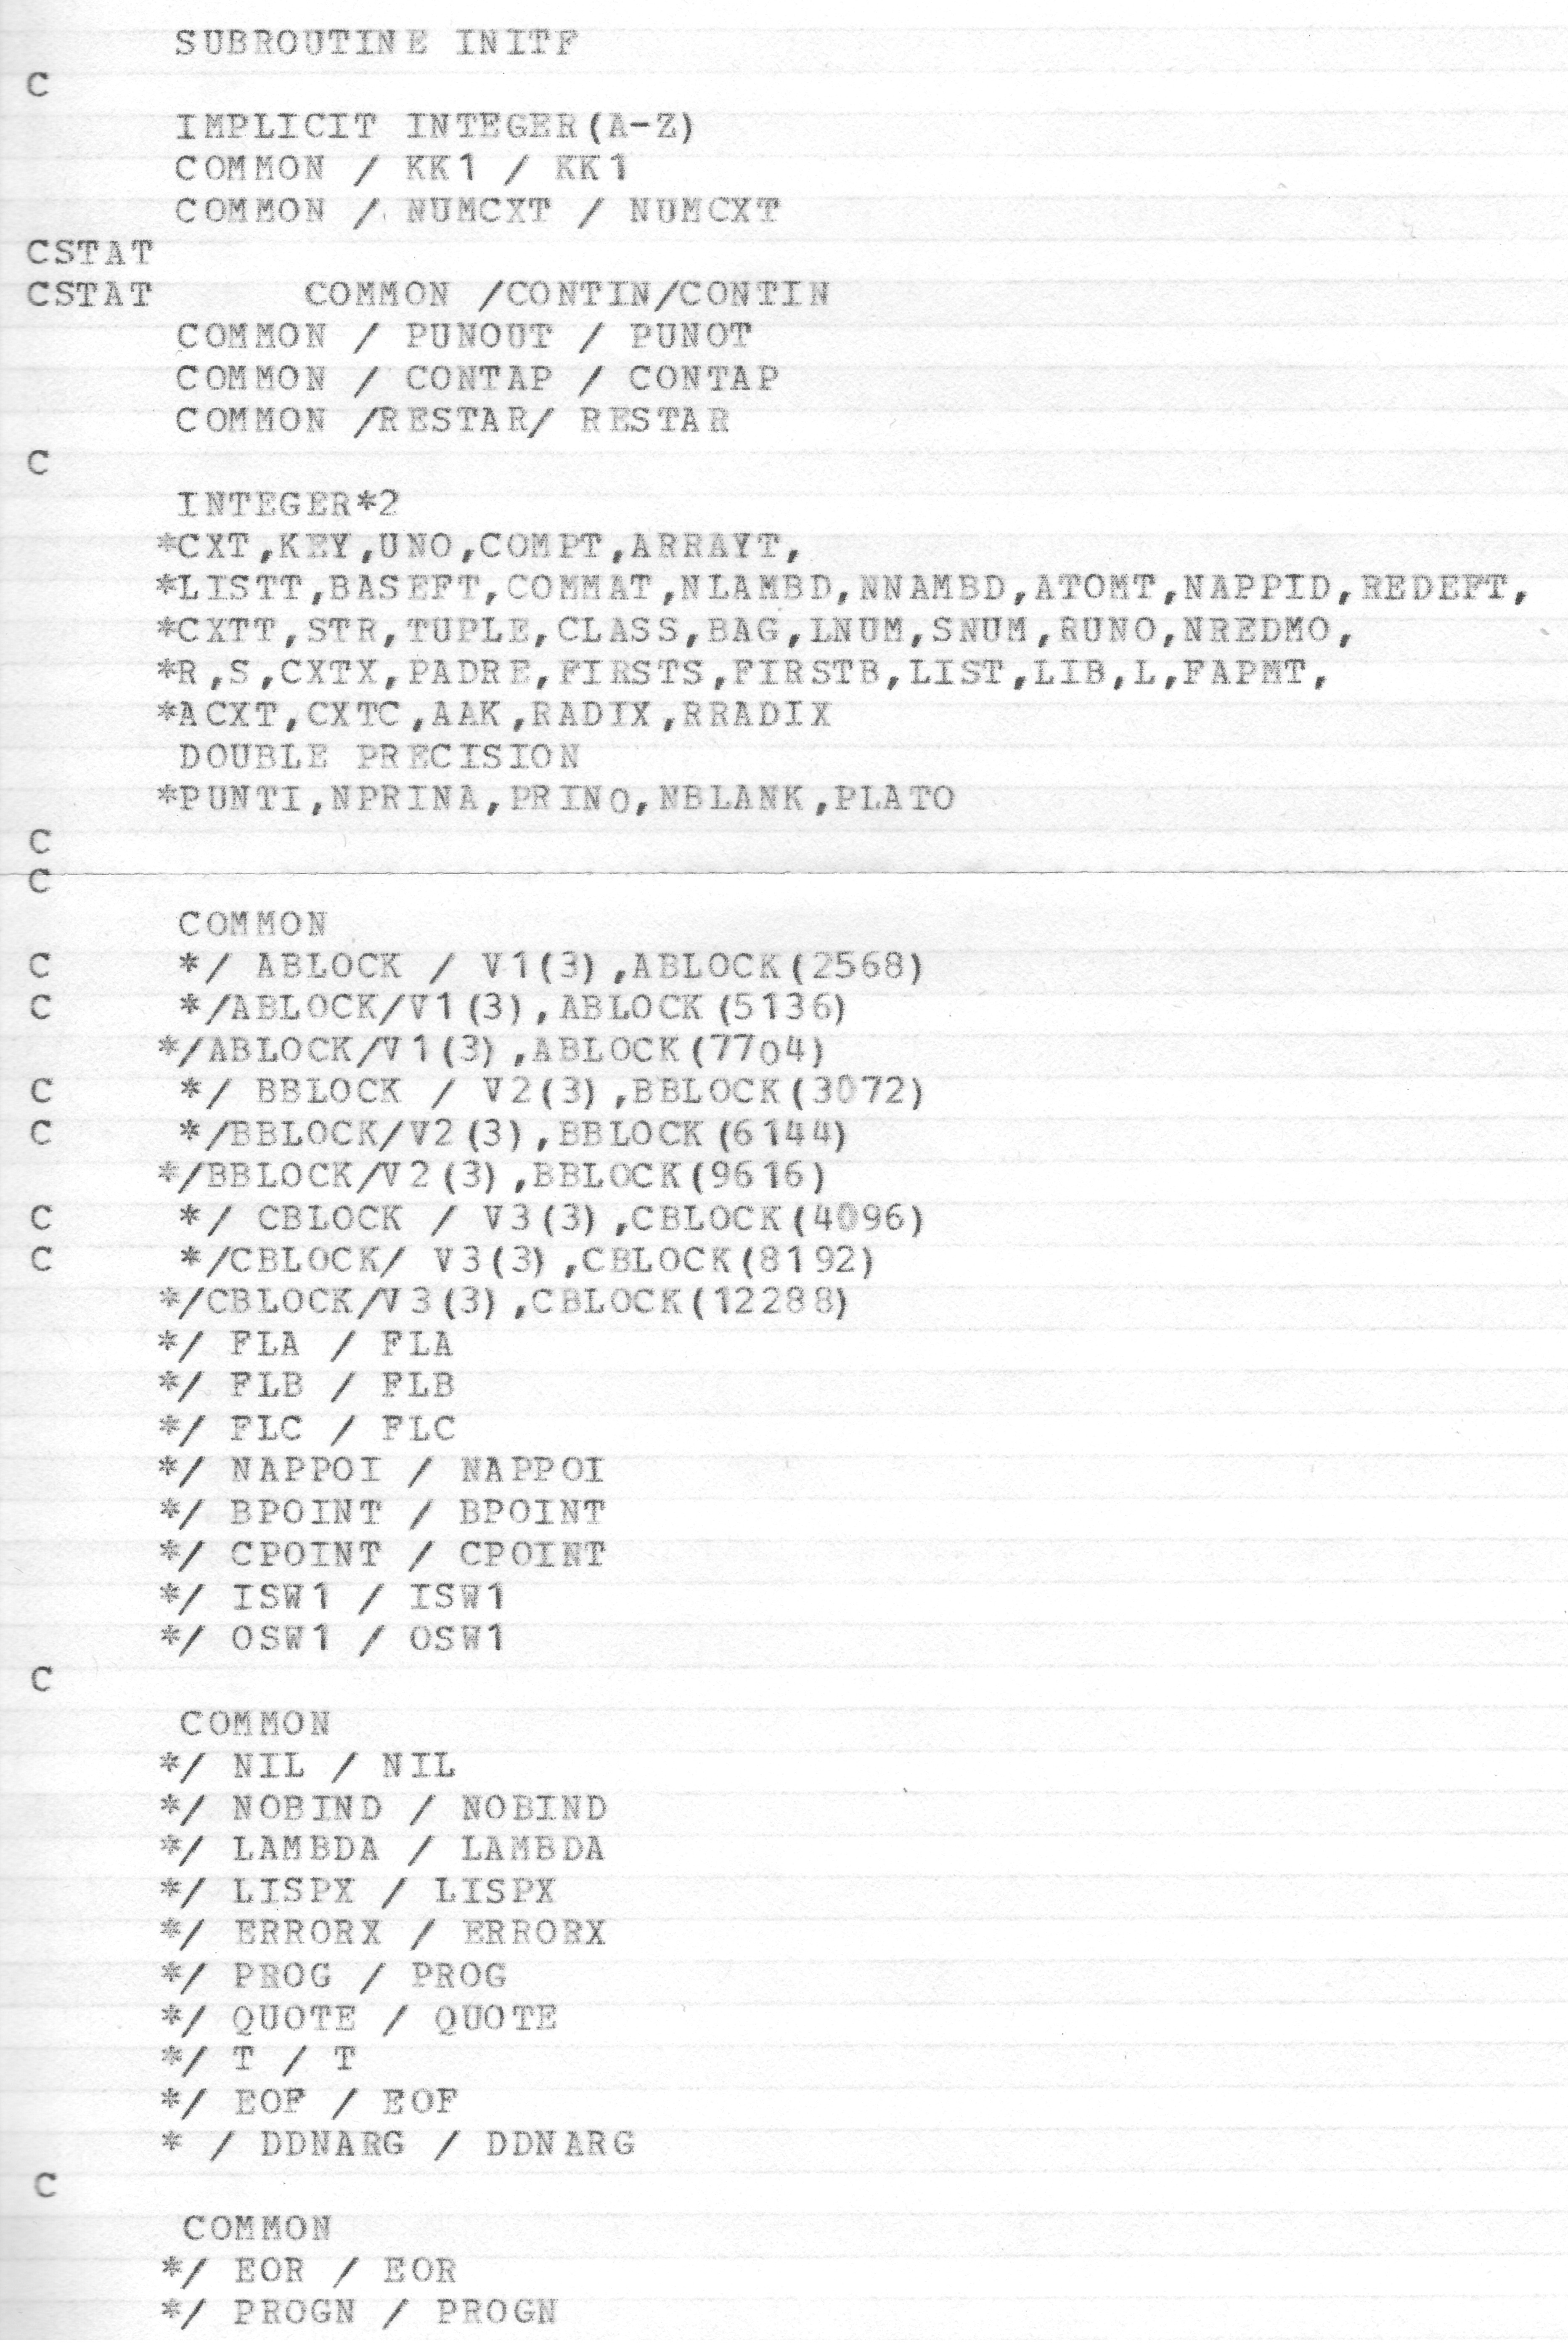 SUBROUTINE INITF
C
      IMPLICIT INTEGER(A-Z)
      COMMON / KK1 / KK1
      COMMON / NUMCXT / NUMCXT
CSTAT
CSTAT      COMMON /CONTIN/CONTIN
      COMMON / PUNOUT / PUNOT
      COMMON / CONTAP / CONTAP
      COMMON /RESTAR/ RESTAR
C
      INTEGER*2
     *CXT,KEY,UNO,COMPT,ARRAYT,
     *LISTT,BASEFT,COMMAT,NLAMBD,NNAMBD,ATOMT,NAPPID,REDEFT,
     *CXTT,STR,TUPLE,CLASS,BAG,LNUM,SNUM,RUNO,NREDMO,
     *R,S,CXTX,PADRE,FIRSTS,FIRSTB,LIST,LIB,L,FAPMT,
     *ACXT,CXTC,AAK,RADIX,RRADIX
      DOUBLE PRECISION
     *PUNTI,NPRINA,PRINO,NBLANK,PLATO
C
C
      COMMON
C     */ ABLOCK / V1(3),ABLOCK(2568)
C     */ABLOCK/V1(3),ABLOCK(5136)
     */ABLOCK/V1(3),ABLOCK(7704)
C     */ BBLOCK / V2(3),BBLOCK(3072)
C     */BBLOCK/V2(3),BBLOCK(6144)
     */BBLOCK/V2(3),BBLOCK(9616)
C     */ CBLOCK / V3(3),CBLOCK(4096)
C     */CBLOCK/ V3(3),CBLOCK(8192)
     */CBLOCK/V3(3),CBLOCK(12288)
     */ FLA / FLA
     */ FLB / FLB
     */ FLC / FLC
     */ NAPPOI / NAPPOI
     */ BPOINT / BPOINT
     */ CPOINT / CPOINT
     */ ISW1 / ISW1
     */ OSW1 / OSW1
C
      COMMON
     */ NIL / NIL
     */ NOBIND / NOBIND
     */ LAMBDA / LAMBDA
     */ LISPX / LISPX
     */ ERRORX / ERRORX
     */ PROG / PROG
     */ QUOTE / QUOTE
     */ T / T
     */ EOF / EOF
     * / DDNARG / DDNARG
C
      COMMON
     */ EOR / EOR
     */ PROGN / PROGN